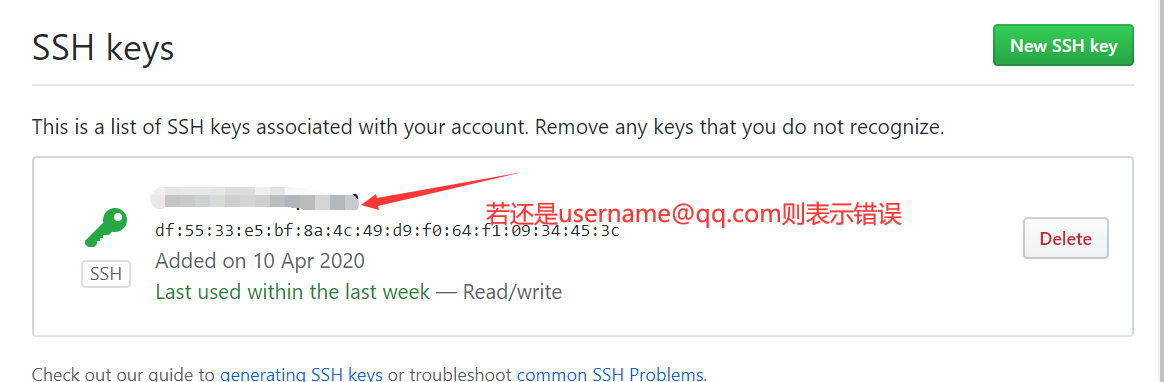 SSH keys
New SSH key
This is a list of SSH keys associated with your account. Remove any keys that you do not recognize.
若还是username@qq.com则表示错误
df:55:33:e5:bf:8a:4c:49:d9:f0:64:f1:09:34:45:3c
Delete
SSH
Added on 10 Apr 2020
Last used within the last week — Read/write
Check out our guide to generating SSH keys or troubleshoot common SSH Problems.